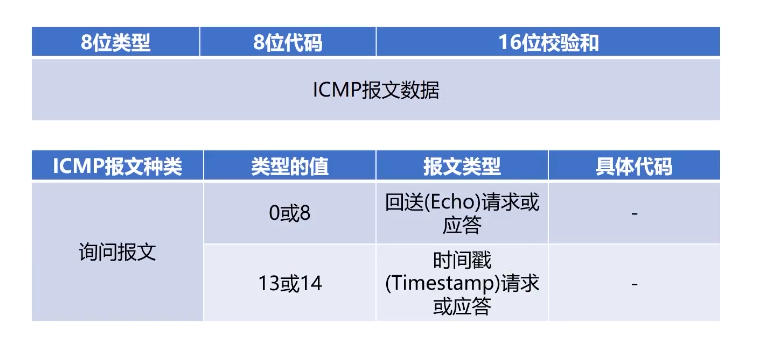 8位类型 8位代码 16位校验和
ICMP报文数据
ICMP报文种类 类型的值 报文类型 具体代码
询问报文
0或8
回送(Echo)请求或
应答
-
13或14
时间戳
(Timestamp)请求
或应答
-